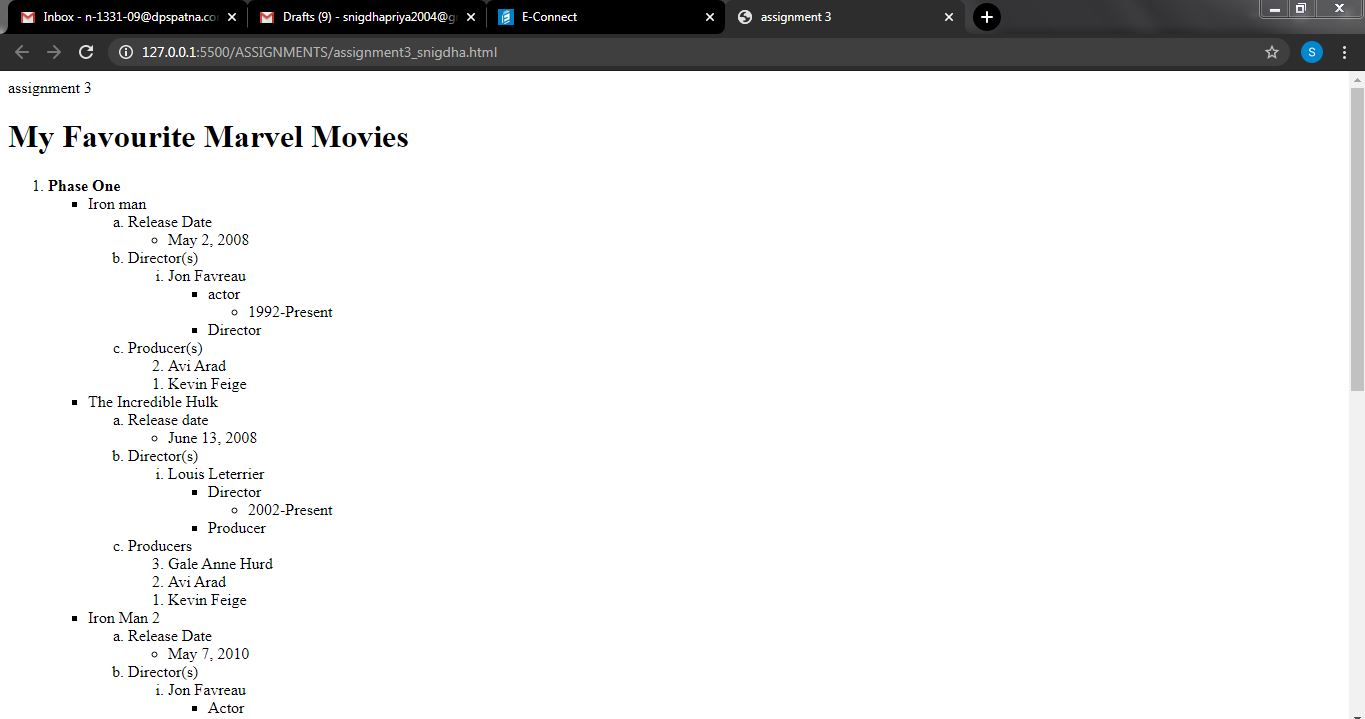 Inbox - n-1331-09@dpspatna.co
Drafts (9) - snigdhapriya2004@g
E-Connect
assignment 3
127.0.0.1:5500/ASSIGNMENTS/assignment3_snigdha.html
S
assignment 3
My Favourite Marvel Movies
1. Phase One
Iron man
a. Release Date
May 2, 2008
b. Director(s)
i. Jon Favreau
actor
1992-Present
Director
c. Producer(s)
2. Avi Arad
1. Kevin Feige
The Incredible Hulk
a. Release date
June 13, 2008
b. Director(s)
i. Louis Leterrier
Director
2002-Present
Producer
c. Producers
3. Gale Anne Hurd
2. Avi Arad
1. Kevin Feige
Iron Man 2
a. Release Date
May 7, 2010
b. Director(s)
i. Jon Favreau
Actor